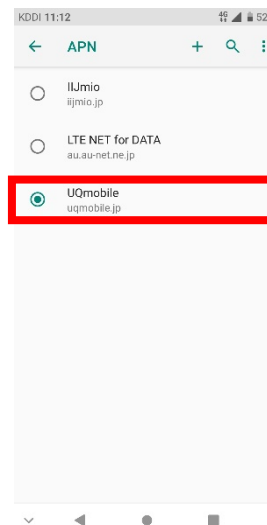 KDDI 11:12 4G 52
APN
IIJmio
iijmio.jp
LTE NET for DATA
au.au-net.ne.jp
UQmobile
uqmobile.jp